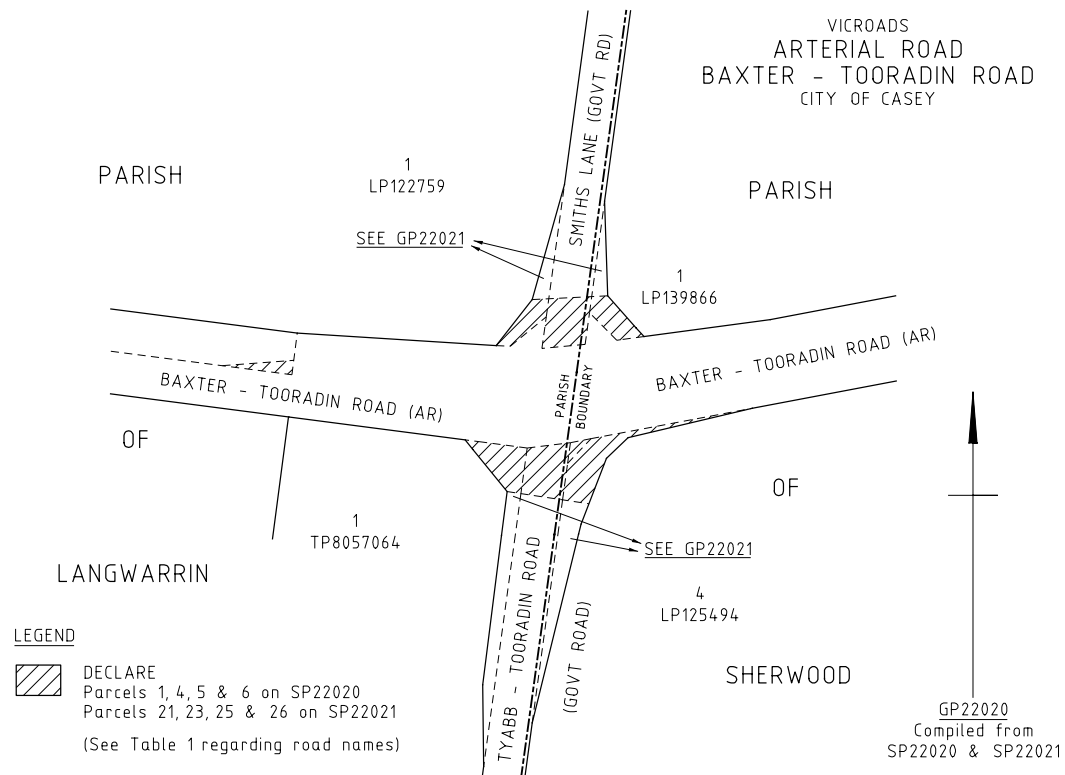 VICROADS
ARTERIAL ROAD
BAXTER - TOORADIN ROAD
CITY OF CASEY
SMITHS LANE (GOVT RD)
PARISH
1
LP122759
PARISH
SEE GP22021
1
LP139866
BAXTER - TOORADIN ROAD (AR)
BAXTER - TOORADIN ROAD (AR)
PARISH
BOUNDARY
OF
OF
1
TP8057064
SEE GP22021
LANGWARRIN
4
LP125494
TYABB - TOORADIN ROAD
(GOVT ROAD)
SHERWOOD
LEGEND
DECLARE
Parcels 1, 4, 5 & 6 on SP22020
Parcels 21, 23, 25 & 26 on SP22021
(See Table 1 regarding road names)
GP22020
Compiled from
SP22020 & SP22021